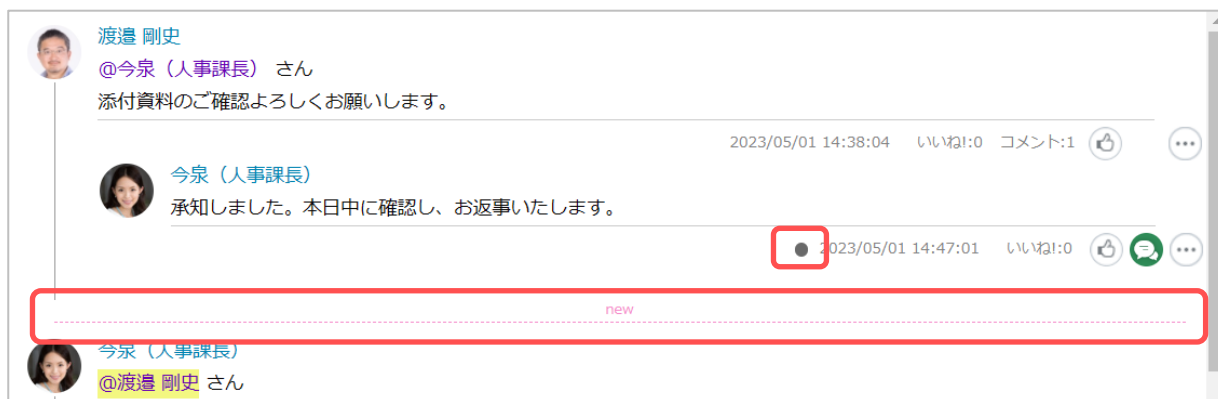 渡邉 剛史
@今泉（人事課長） さん
添付資料のご確認よろしくお願いします。
2023/05/01 14:38:04 いいね!:0 コメント:1
今泉（人事課長）
承知しました。本日中に確認し、お返事いたします。
2023/05/01 14:47:01 いいね!:0
new
今泉（人事課長）
@渡邉 剛史 さん